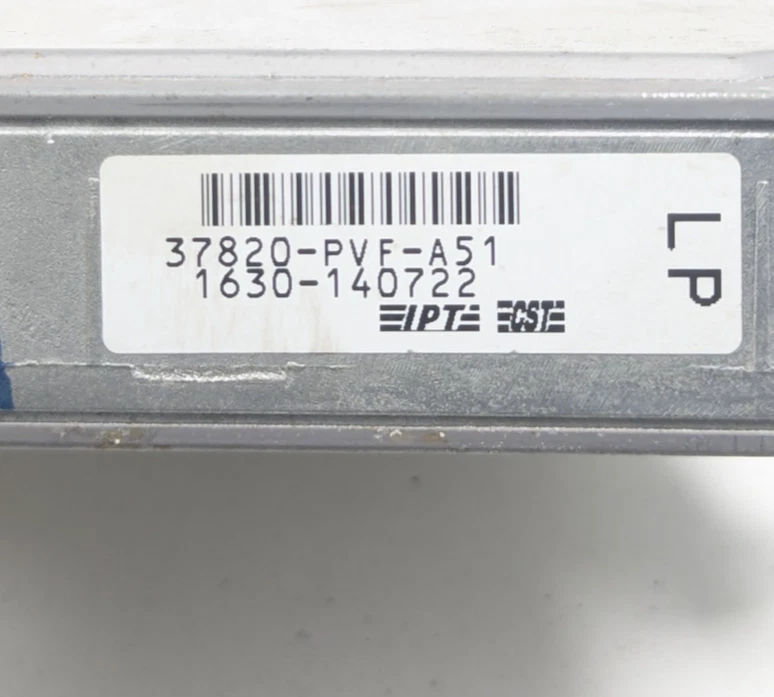 37820-PVF-A51
1630-140722
IPT CST
LP